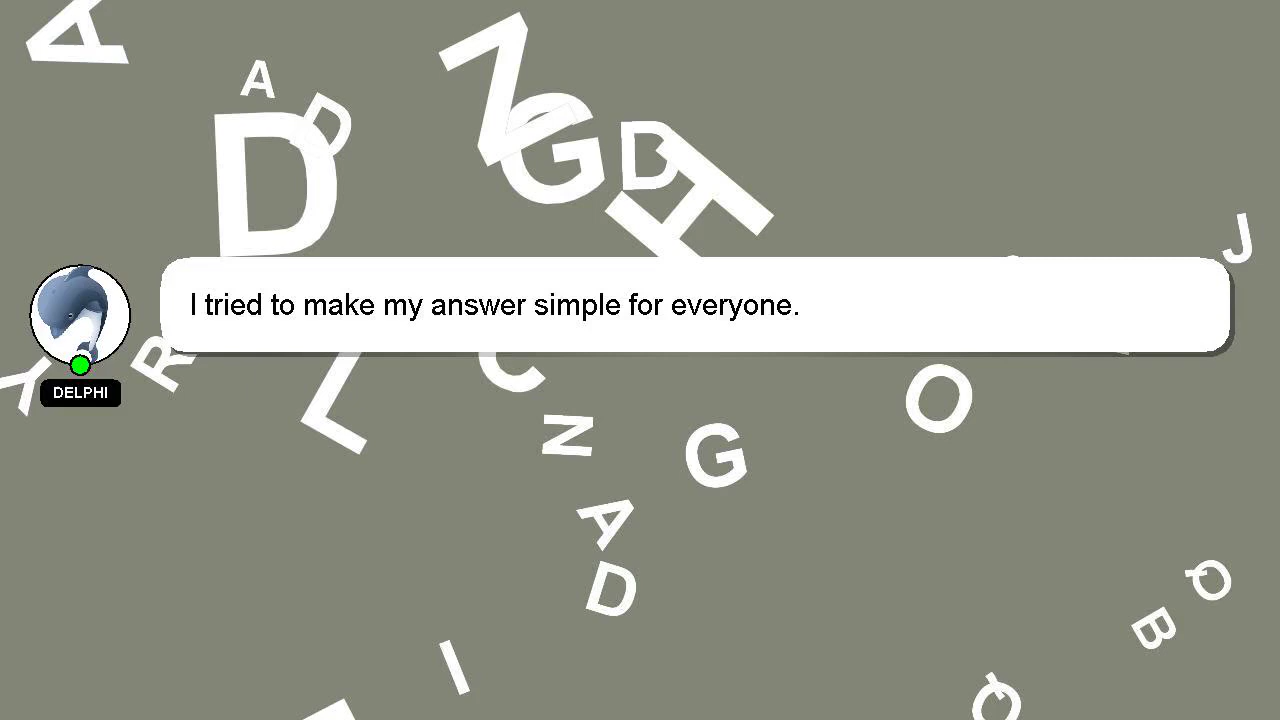 A
A
D
D
Z
G
D
H
J
I tried to make my answer simple for everyone.
DELPHI
Y
R
L
C
N
G
O
A
D
I
Q
B
Q